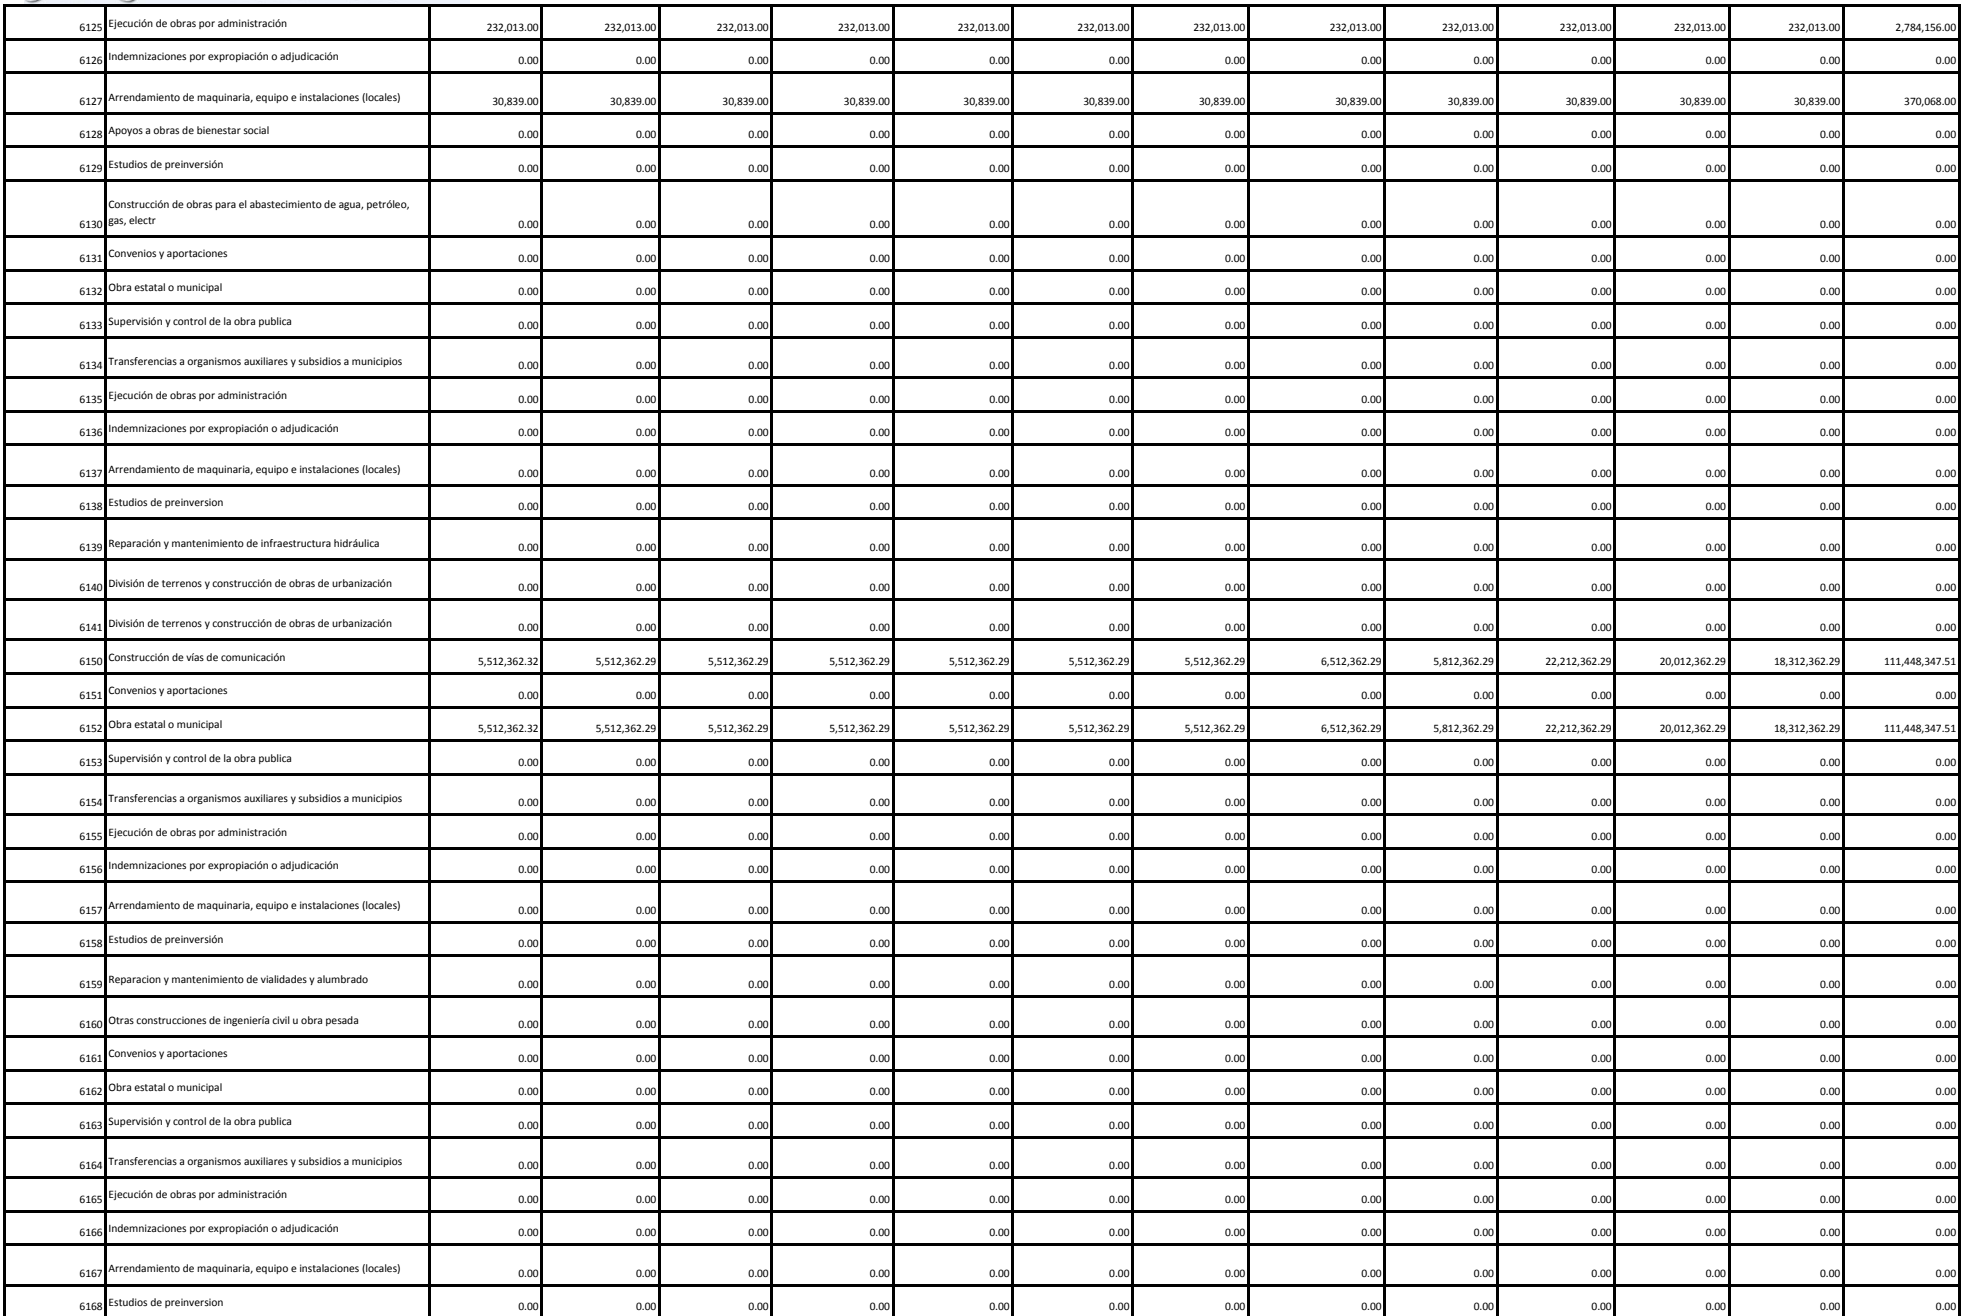 6125 Ejecución de obras por administración 232,013.00 232,013.00 232,013.00 232,013.00 232,013.00 232,013.00 232,013.00 232,013.00 232,013.00 232,013.00 232,013.00 232,013.00 2,784,156.00
6126 Indemnizaciones por expropiación o adjudicación 0.00 0.00 0.00 0.00 0.00 0.00 0.00 0.00 0.00 0.00 0.00 0.00 0.00
6127 Arrendamiento de maquinaria, equipo e instalaciones (locales) 30,839.00 30,839.00 30,839.00 30,839.00 30,839.00 30,839.00 30,839.00 30,839.00 30,839.00 30,839.00 30,839.00 30,839.00 370,068.00
6128 Apoyos a obras de bienestar social 0.00 0.00 0.00 0.00 0.00 0.00 0.00 0.00 0.00 0.00 0.00 0.00 0.00
6129 Estudios de preinversión 0.00 0.00 0.00 0.00 0.00 0.00 0.00 0.00 0.00 0.00 0.00 0.00 0.00
Construcción de obras para el abastecimiento de agua, petróleo,
6130 gas, electr 0.00 0.00 0.00 0.00 0.00 0.00 0.00 0.00 0.00 0.00 0.00 0.00 0.00
6131 Convenios y aportaciones 0.00 0.00 0.00 0.00 0.00 0.00 0.00 0.00 0.00 0.00 0.00 0.00 0.00
6132 Obra estatal o municipal 0.00 0.00 0.00 0.00 0.00 0.00 0.00 0.00 0.00 0.00 0.00 0.00 0.00
6133 Supervisión y control de la obra publica 0.00 0.00 0.00 0.00 0.00 0.00 0.00 0.00 0.00 0.00 0.00 0.00 0.00
6134 Transferencias a organismos auxiliares y subsidios a municipios 0.00 0.00 0.00 0.00 0.00 0.00 0.00 0.00 0.00 0.00 0.00 0.00 0.00
6135 Ejecución de obras por administración 0.00 0.00 0.00 0.00 0.00 0.00 0.00 0.00 0.00 0.00 0.00 0.00 0.00
6136 Indemnizaciones por expropiación o adjudicación 0.00 0.00 0.00 0.00 0.00 0.00 0.00 0.00 0.00 0.00 0.00 0.00 0.00
6137 Arrendamiento de maquinaria, equipo e instalaciones (locales) 0.00 0.00 0.00 0.00 0.00 0.00 0.00 0.00 0.00 0.00 0.00 0.00 0.00
6138 Estudios de preinversion 0.00 0.00 0.00 0.00 0.00 0.00 0.00 0.00 0.00 0.00 0.00 0.00 0.00
6139 Reparación y mantenimiento de infraestructura hidráulica 0.00 0.00 0.00 0.00 0.00 0.00 0.00 0.00 0.00 0.00 0.00 0.00 0.00
6140 División de terrenos y construcción de obras de urbanización 0.00 0.00 0.00 0.00 0.00 0.00 0.00 0.00 0.00 0.00 0.00 0.00 0.00
6141 División de terrenos y construcción de obras de urbanización 0.00 0.00 0.00 0.00 0.00 0.00 0.00 0.00 0.00 0.00 0.00 0.00 0.00
6150 Construcción de vías de comunicación 5,512,362.32 5,512,362.29 5,512,362.29 5,512,362.29 5,512,362.29 5,512,362.29 5,512,362.29 6,512,362.29 5,812,362.29 22,212,362.29 20,012,362.29 18,312,362.29 111,448,347.51
6151 Convenios y aportaciones 0.00 0.00 0.00 0.00 0.00 0.00 0.00 0.00 0.00 0.00 0.00 0.00 0.00
6152 Obra estatal o municipal 5,512,362.32 5,512,362.29 5,512,362.29 5,512,362.29 5,512,362.29 5,512,362.29 5,512,362.29 6,512,362.29 5,812,362.29 22,212,362.29 20,012,362.29 18,312,362.29 111,448,347.51
6153 Supervisión y control de la obra publica 0.00 0.00 0.00 0.00 0.00 0.00 0.00 0.00 0.00 0.00 0.00 0.00 0.00
6154 Transferencias a organismos auxiliares y subsidios a municipios 0.00 0.00 0.00 0.00 0.00 0.00 0.00 0.00 0.00 0.00 0.00 0.00 0.00
6155 Ejecución de obras por administración 0.00 0.00 0.00 0.00 0.00 0.00 0.00 0.00 0.00 0.00 0.00 0.00 0.00
6156 Indemnizaciones por expropiación o adjudicación 0.00 0.00 0.00 0.00 0.00 0.00 0.00 0.00 0.00 0.00 0.00 0.00 0.00
6157 Arrendamiento de maquinaria, equipo e instalaciones (locales) 0.00 0.00 0.00 0.00 0.00 0.00 0.00 0.00 0.00 0.00 0.00 0.00 0.00
6158 Estudios de preinversión 0.00 0.00 0.00 0.00 0.00 0.00 0.00 0.00 0.00 0.00 0.00 0.00 0.00
6159 Reparacion y mantenimiento de vialidades y alumbrado 0.00 0.00 0.00 0.00 0.00 0.00 0.00 0.00 0.00 0.00 0.00 0.00 0.00
6160 Otras construcciones de ingeniería civil u obra pesada 0.00 0.00 0.00 0.00 0.00 0.00 0.00 0.00 0.00 0.00 0.00 0.00 0.00
6161 Convenios y aportaciones 0.00 0.00 0.00 0.00 0.00 0.00 0.00 0.00 0.00 0.00 0.00 0.00 0.00
6162 Obra estatal o municipal 0.00 0.00 0.00 0.00 0.00 0.00 0.00 0.00 0.00 0.00 0.00 0.00 0.00
6163 Supervisión y control de la obra publica 0.00 0.00 0.00 0.00 0.00 0.00 0.00 0.00 0.00 0.00 0.00 0.00 0.00
6164 Transferencias a organismos auxiliares y subsidios a municipios 0.00 0.00 0.00 0.00 0.00 0.00 0.00 0.00 0.00 0.00 0.00 0.00 0.00
6165 Ejecución de obras por administración 0.00 0.00 0.00 0.00 0.00 0.00 0.00 0.00 0.00 0.00 0.00 0.00 0.00
6166 Indemnizaciones por expropiación o adjudicación 0.00 0.00 0.00 0.00 0.00 0.00 0.00 0.00 0.00 0.00 0.00 0.00 0.00
6167 Arrendamiento de maquinaria, equipo e instalaciones (locales) 0.00 0.00 0.00 0.00 0.00 0.00 0.00 0.00 0.00 0.00 0.00 0.00 0.00
6168 Estudios de preinversion 0.00 0.00 0.00 0.00 0.00 0.00 0.00 0.00 0.00 0.00 0.00 0.00 0.00